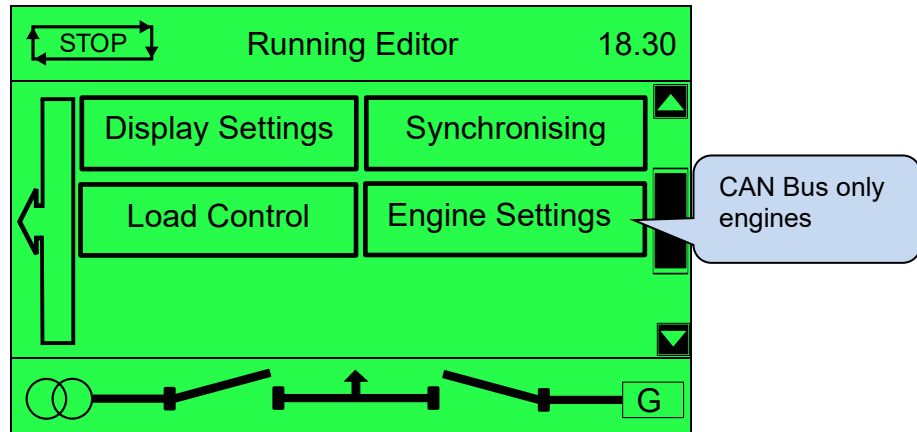 STOP
Running Editor
18.30
Display Settings
Synchronising
Load Control
Engine Settings
CAN Bus only
engines
G